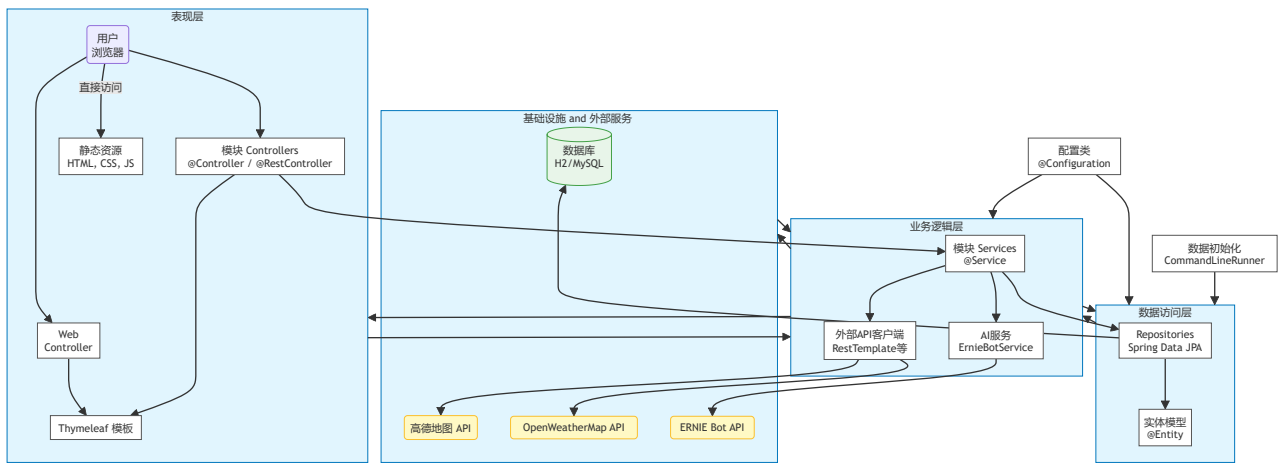 表现层
用户
浏览器
直接访问
静态资源
HTML, CSS, JS
模块 Controllers
@Controller / @RestController
Web
Controller
Thymeleaf 模板
基础设施 and 外部服务
数据库
H2/MySQL
高德地图 API
OpenWeatherMap API
ERNIE Bot API
业务逻辑层
模块 Services
@Service
外部API客户端
RestTemplate等
AI服务
ErnieBotService
配置类
@Configuration
数据初始化
CommandLineRunner
数据访问层
Repositories
Spring Data JPA
实体模型
@Entity